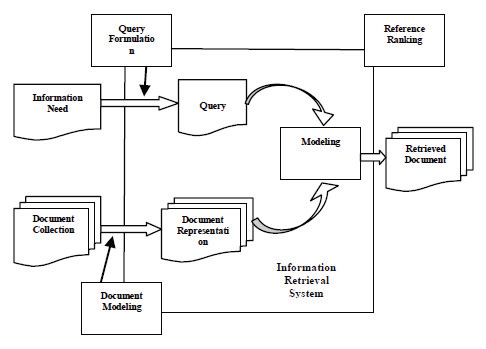 Query
Formulatio
n
Reference
Ranking
Information
Need
Query
Modeling
Retrieved
Document
Document
Collection
Document
Representati
on
Information
Retrieval
System
Document
Modeling